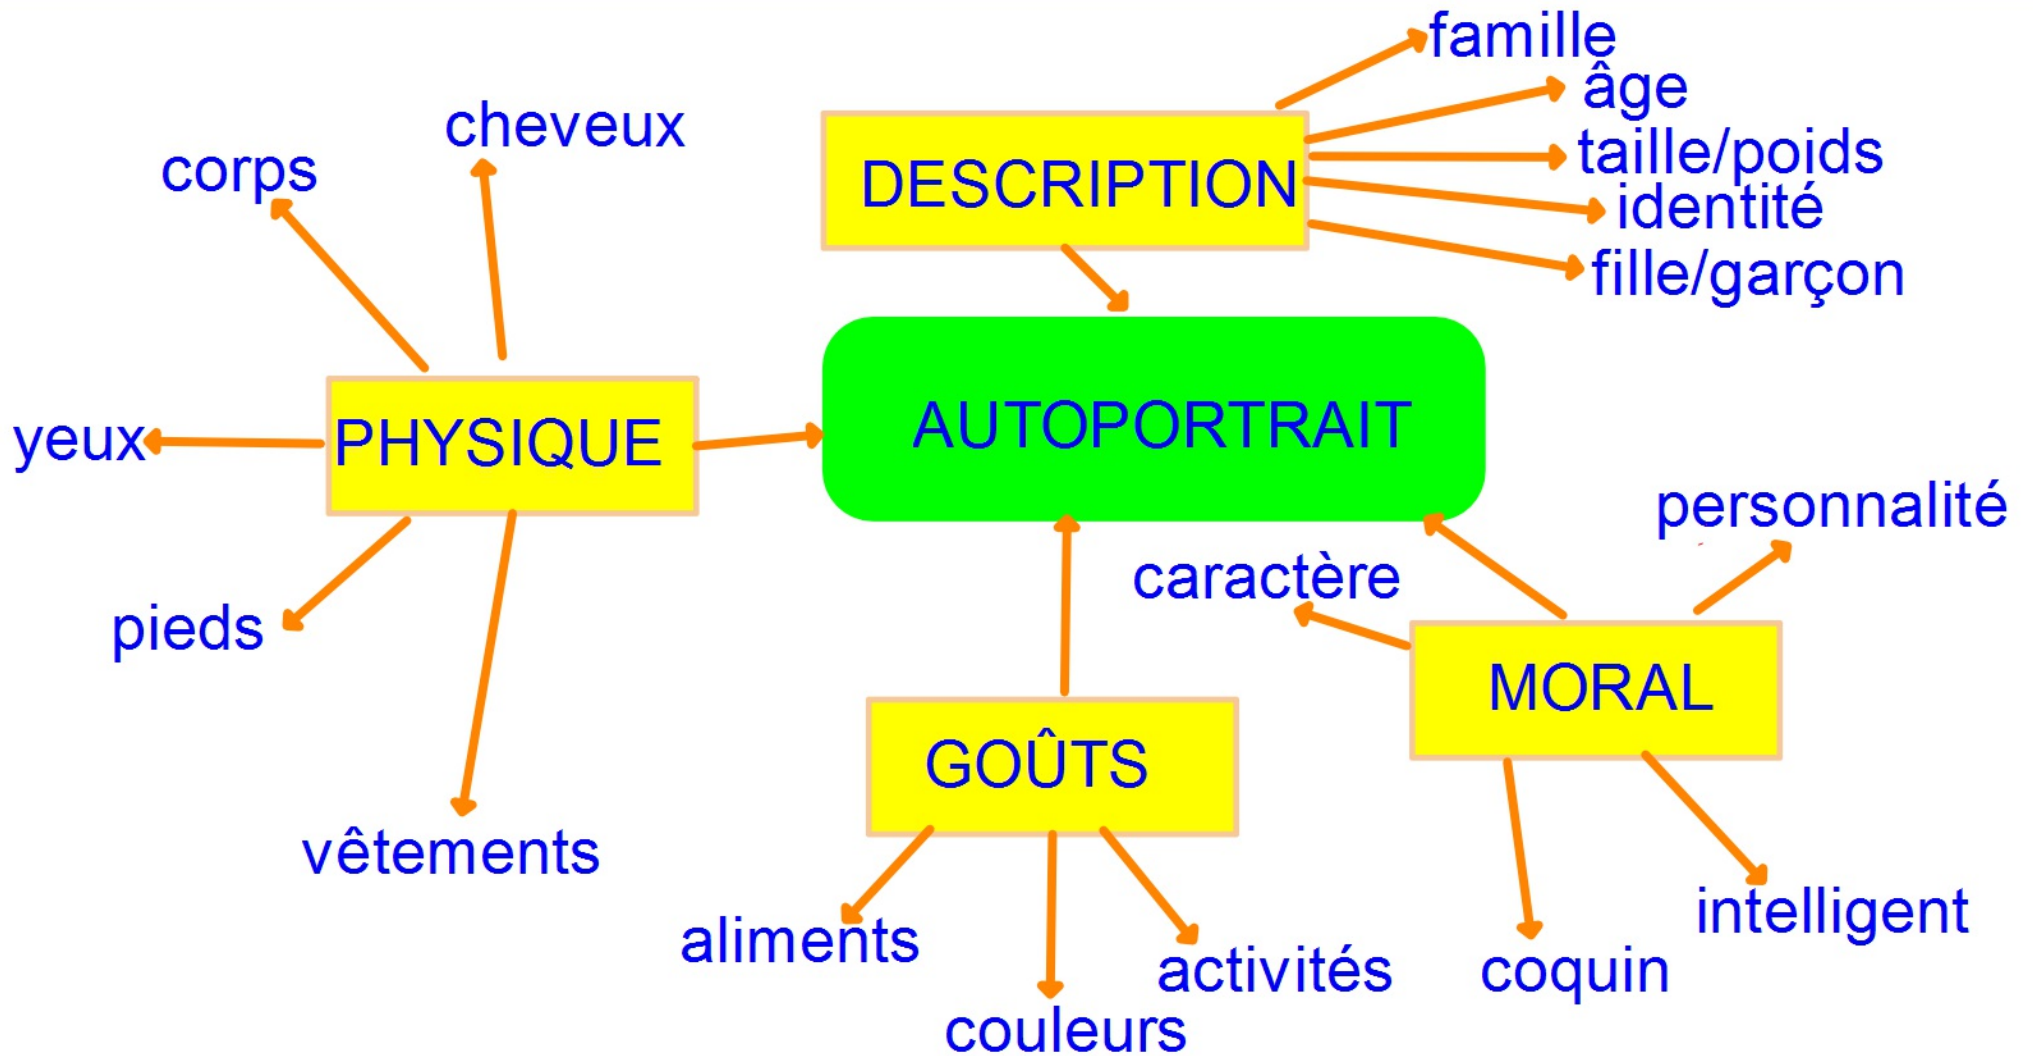 famille
âge
cheveux
corps
DESCRIPTION
taille/poids
identité
fille/garçon
AUTOPORTRAIT
yeux
PHYSIQUE
personnalité
caractère
pieds
MORAL
GOÛTS
vêtements
aliments
intelligent
activités
coquin
couleurs